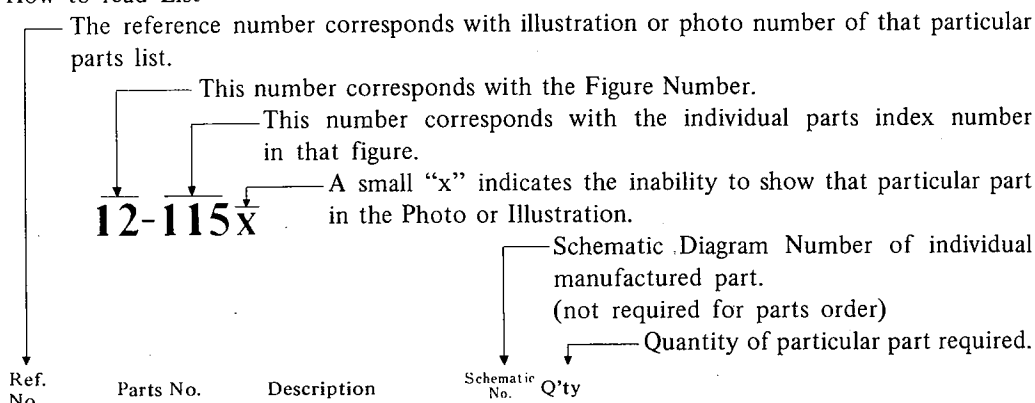 How to read List
The reference number corresponds with illustration or photo number of that particular
parts list.
This number corresponds with the Figure Number.
This number corresponds with the individual parts index number
in that figure.
A small “x” indicates the inability to show that particular part
in the Photo or Illustration.
12-115x
Schematic Diagram Number of individual
manufactured part.
(not required for parts order)
Quantity of particular part required.
Ref. No. Parts No. Description Schematic No. Q'ty